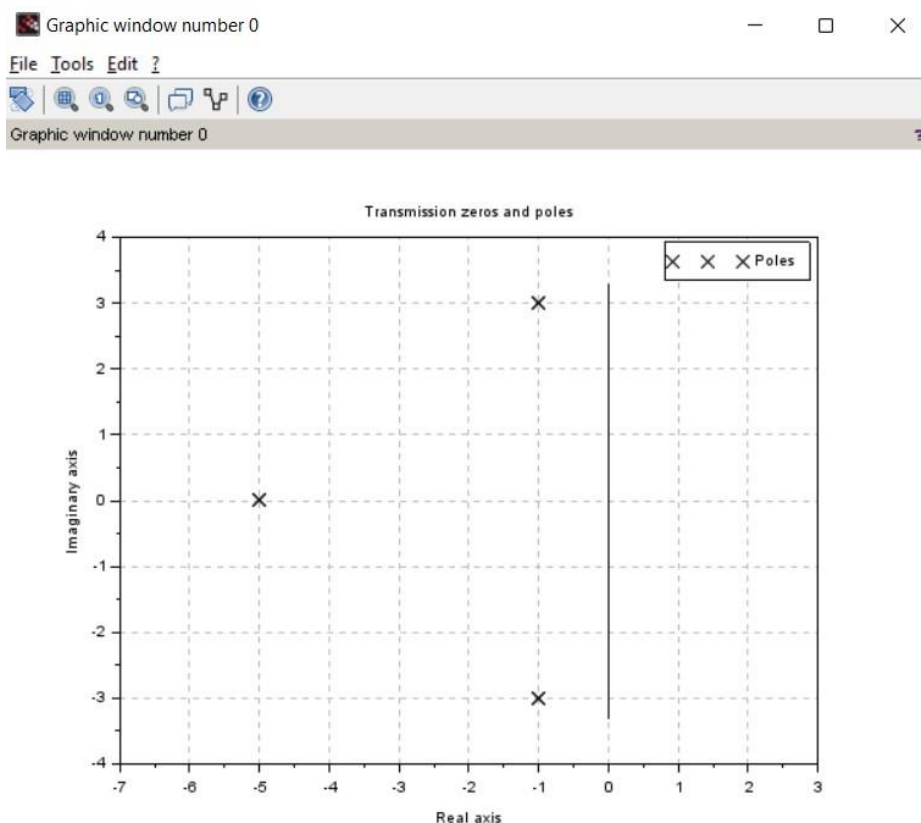 Graphic window number 0
File Tools Edit ?
Graphic window number 0 ?
Transmission zeros and poles
Poles
4
3
2
1
0
-1
-2
-3
-4
Imaginary axis
-7 -6 -5 -4 -3 -2 -1 0 1 2 3
Real axis